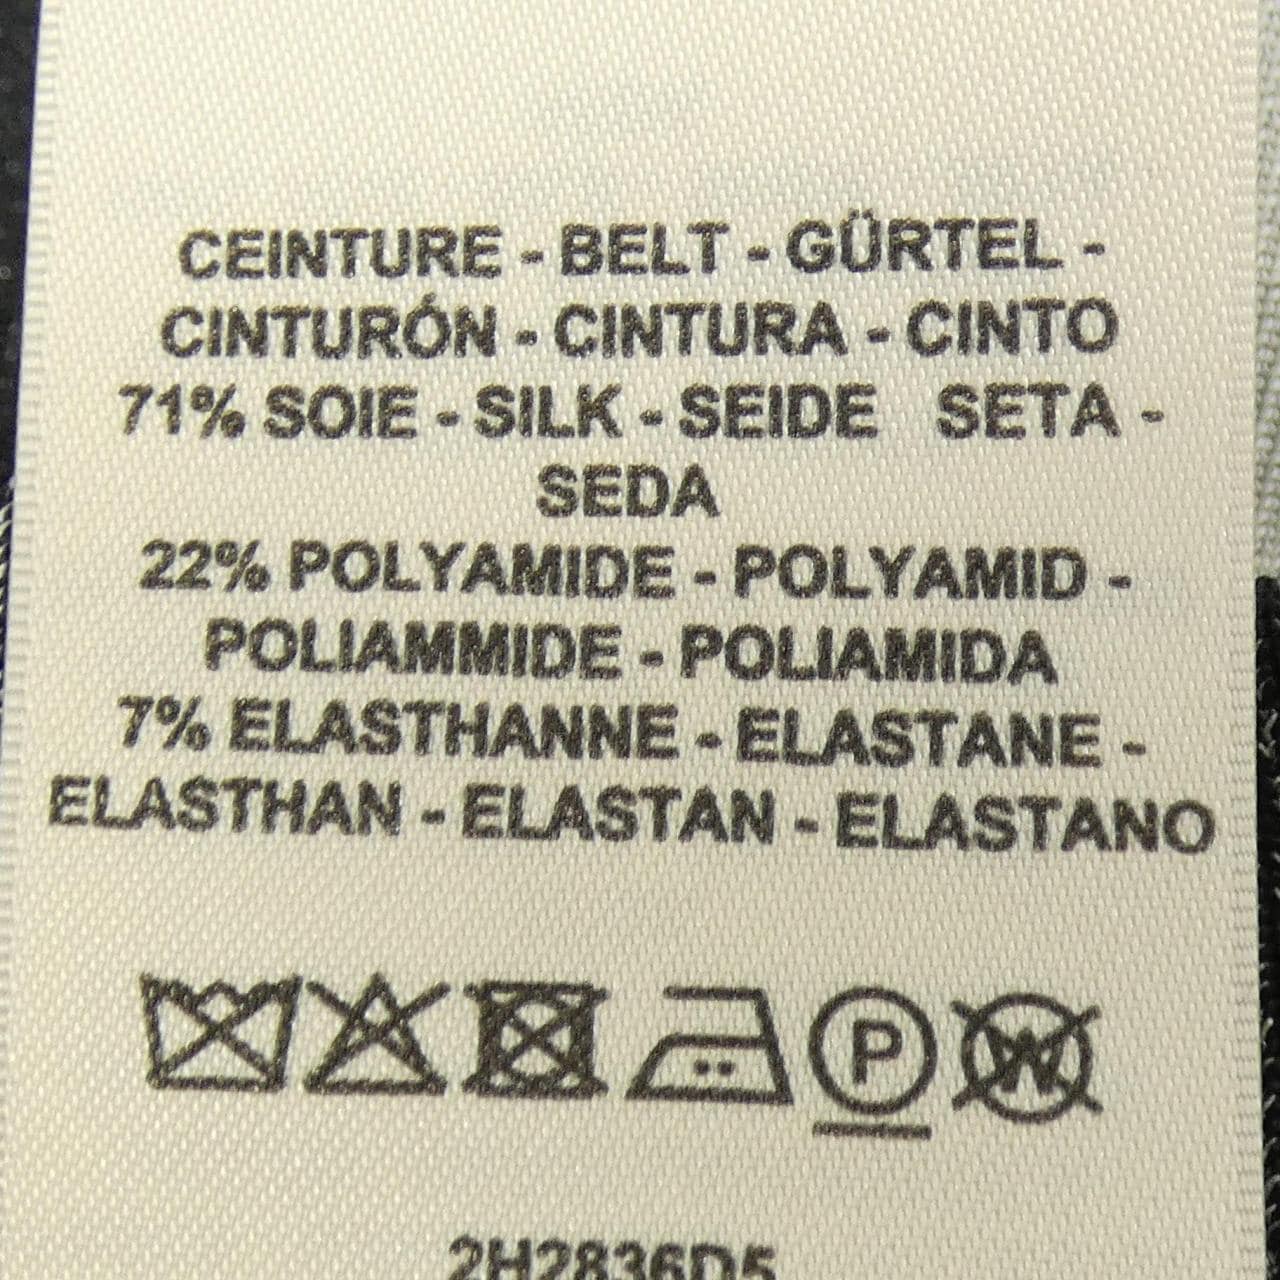 CEINTURE - BELT - GÜRTEL -
CINTURÓN - CINTURA - CINTO
71% SOIE - SILK - SEIDE SETA -
SEDA
22% POLYAMIDE - POLYAMID -
POLIAMMIDE - POLIAMIDA
7% ELASTHANNE - ELASTANE -
ELASTHAN - ELASTAN - ELASTANO
P W
2H2836D5